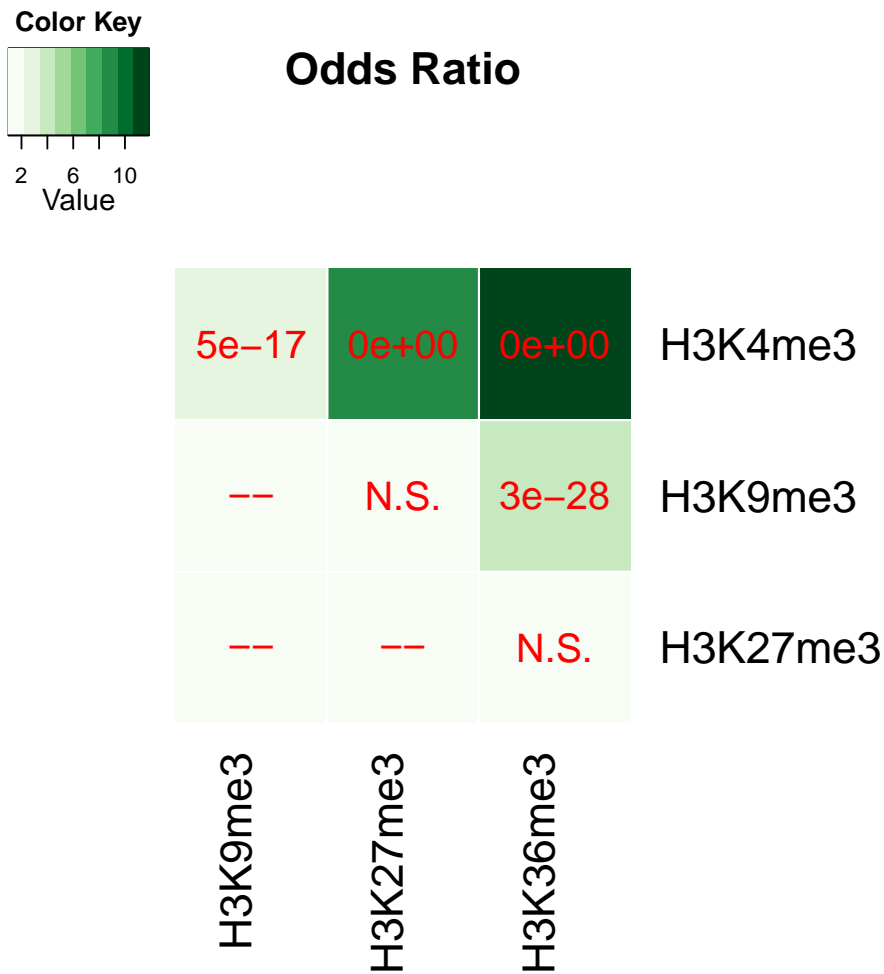 Color Key
Odds Ratio
2 6 10
Value
5e−17 0e+00 0e+00 H3K4me3
−− N.S. 3e−28 H3K9me3
−− −− N.S. H3K27me3
H3K9me3
H3K27me3
H3K36me3